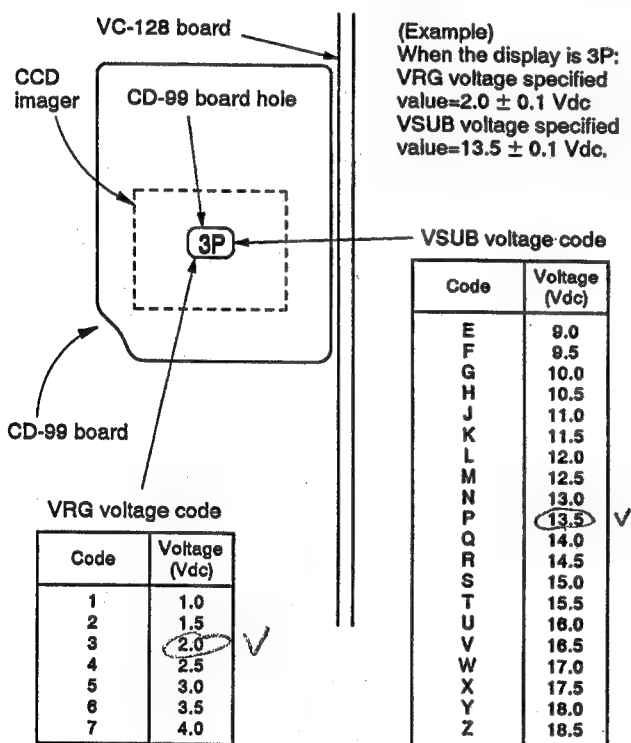 VC-128 board
(Example)
When the display is 3P:
VRG voltage specified
value=2.0 ± 0.1 Vdc
VSUB voltage specified
value=13.5 ± 0.1 Vdc.
CCD
imager
CD-99 board hole
3P
VSUB voltage code
CD-99 board
VRG voltage code
Code Voltage
(Vdc)
1 1.0
2 1.5
3 2.0 V
4 2.5
5 3.0
6 3.5
7 4.0
Code Voltage
(Vdc)
E 9.0
F 9.5
G 10.0
H 10.5
J 11.0
K 11.5
L 12.0
M 12.5
N 13.0
P 13.5 V
Q 14.0
R 14.5
S 15.0
T 15.5
U 16.0
V 16.5
W 17.0
X 17.5
Y 18.0
Z 18.5